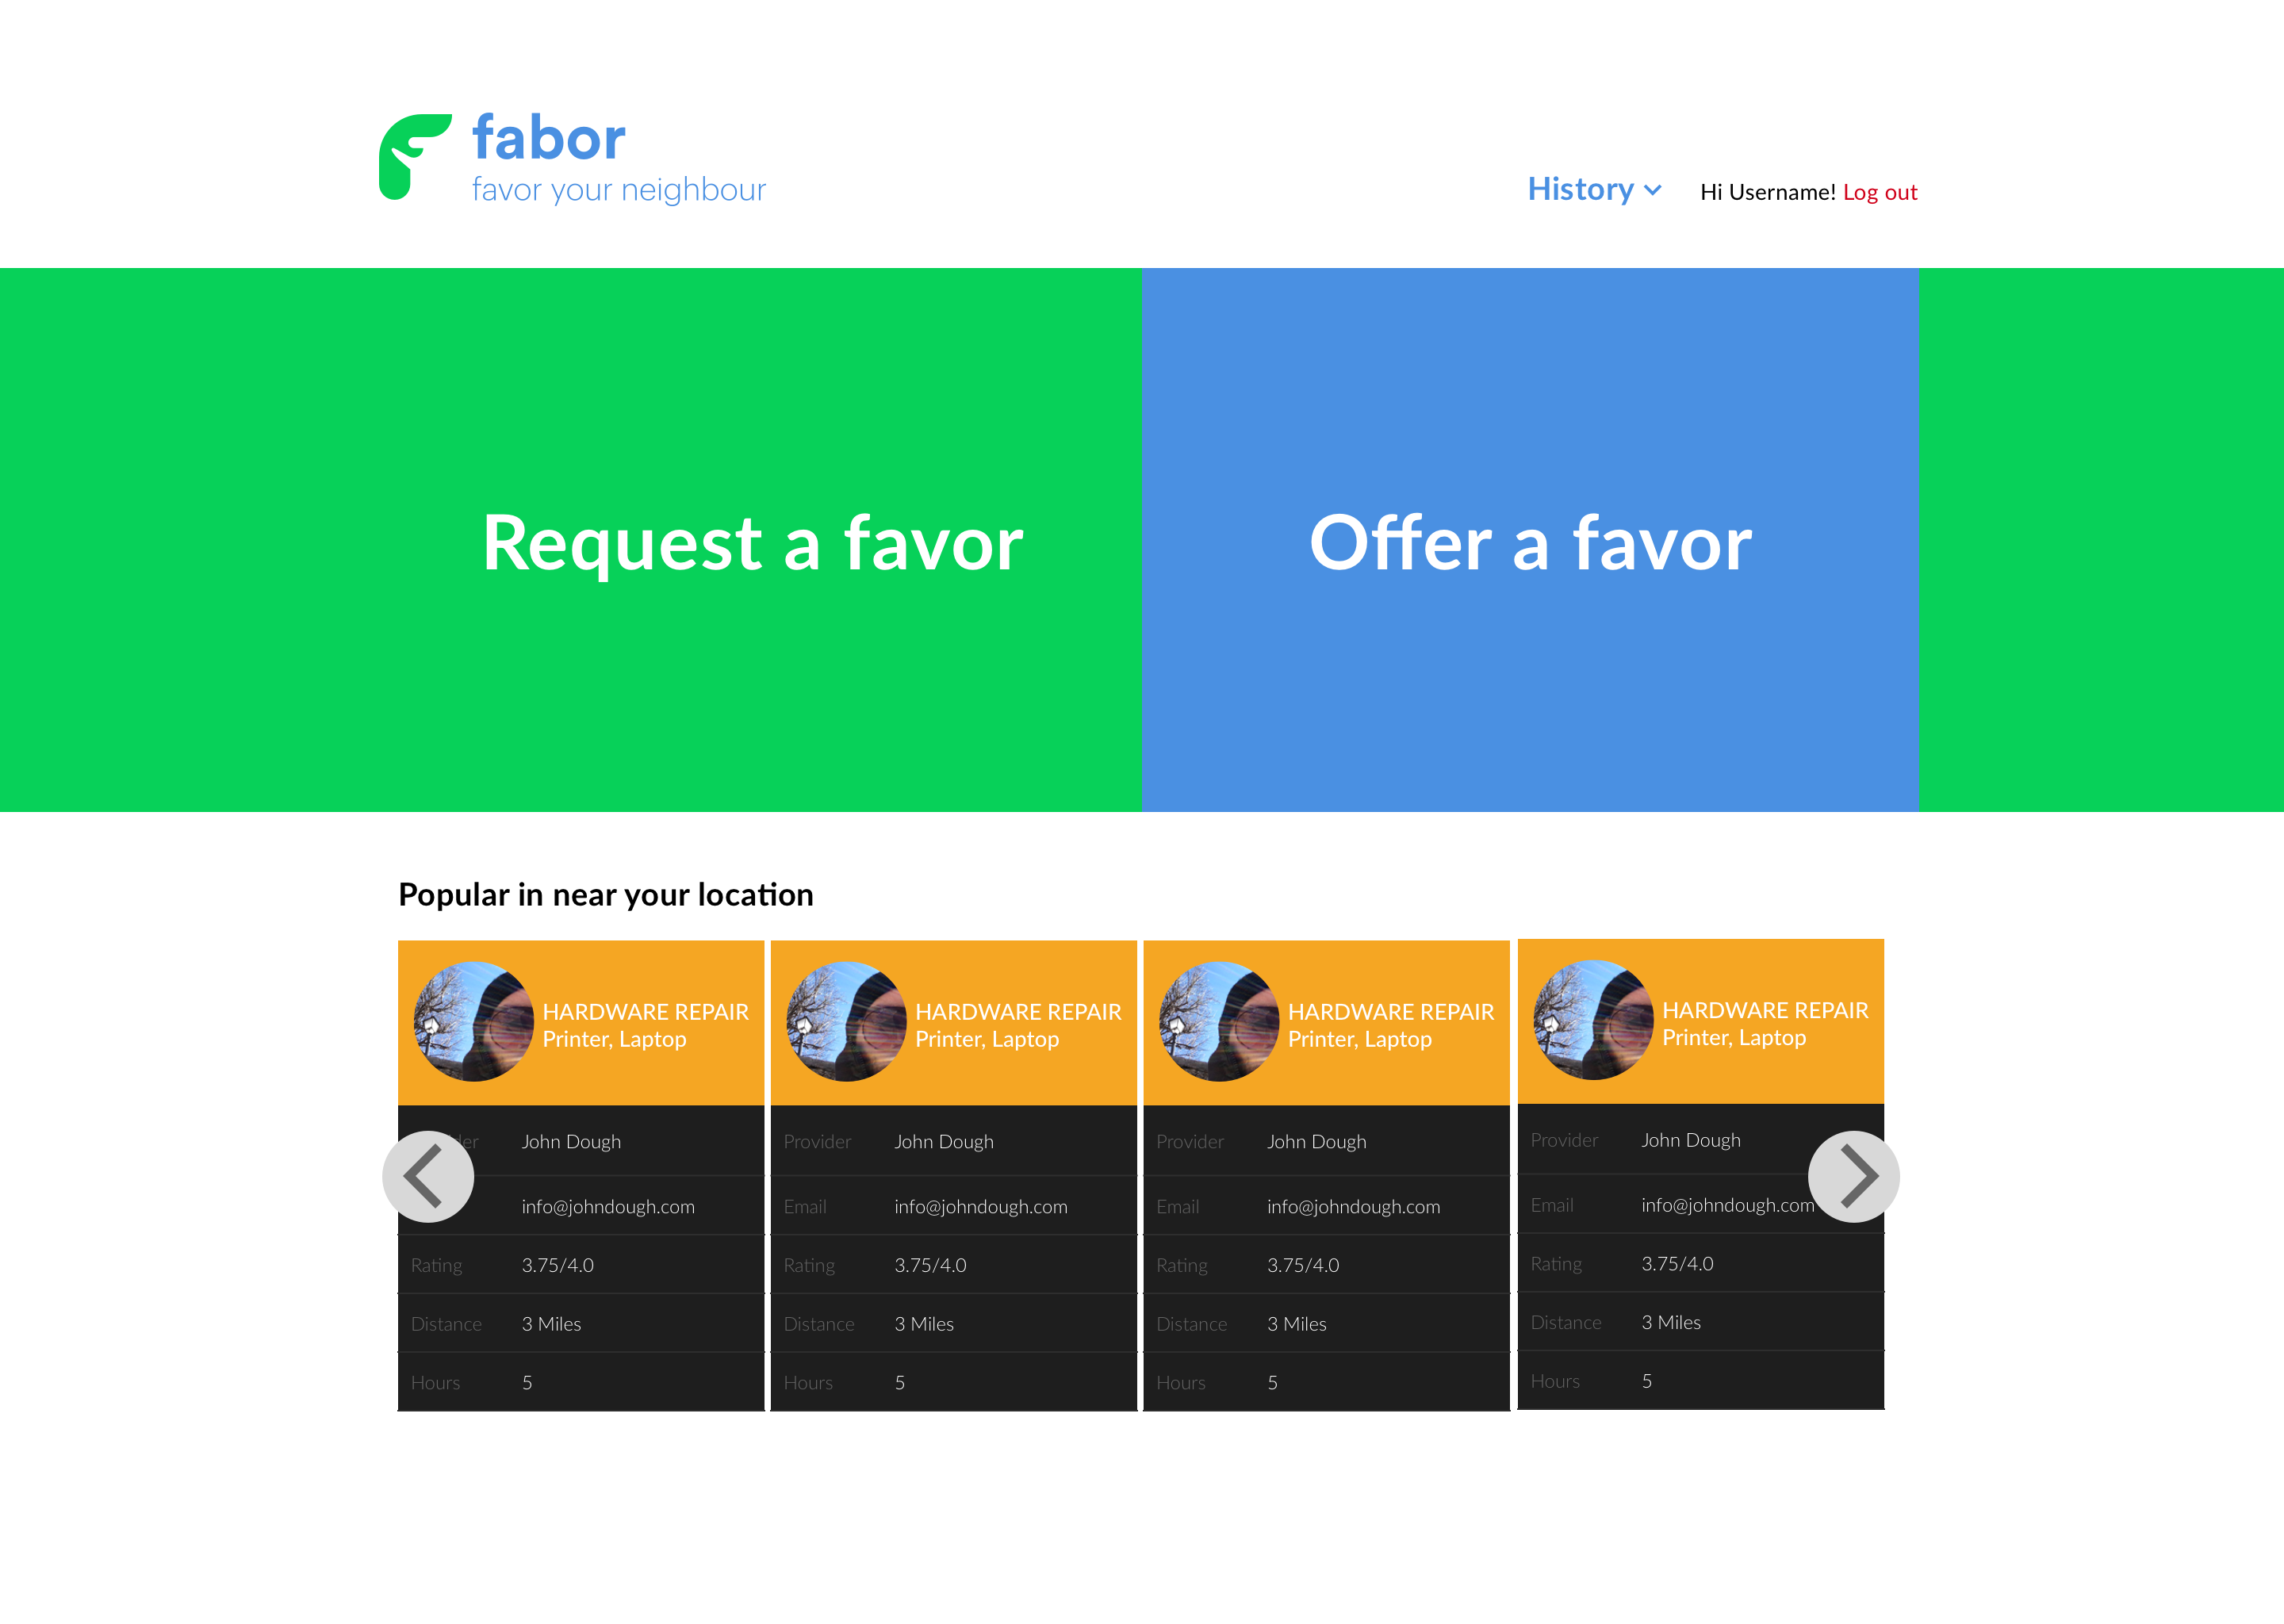 fabor
favor your neighbour
History
Hi Username! Log out
Request a favor
Offer a favor
Popular in near your location
HARDWARE REPAIR
Printer, Laptop
John Dough
info@johndough.com
Rating 3.75/4.0
Distance 3 Miles
Hours 5
HARDWARE REPAIR
Printer, Laptop
Provider John Dough
Email info@johndough.com
Rating 3.75/4.0
Distance 3 Miles
Hours 5
HARDWARE REPAIR
Printer, Laptop
Provider John Dough
Email info@johndough.com
Rating 3.75/4.0
Distance 3 Miles
Hours 5
HARDWARE REPAIR
Printer, Laptop
Provider John Dough
Email info@johndough.com
Rating 3.75/4.0
Distance 3 Miles
Hours 5